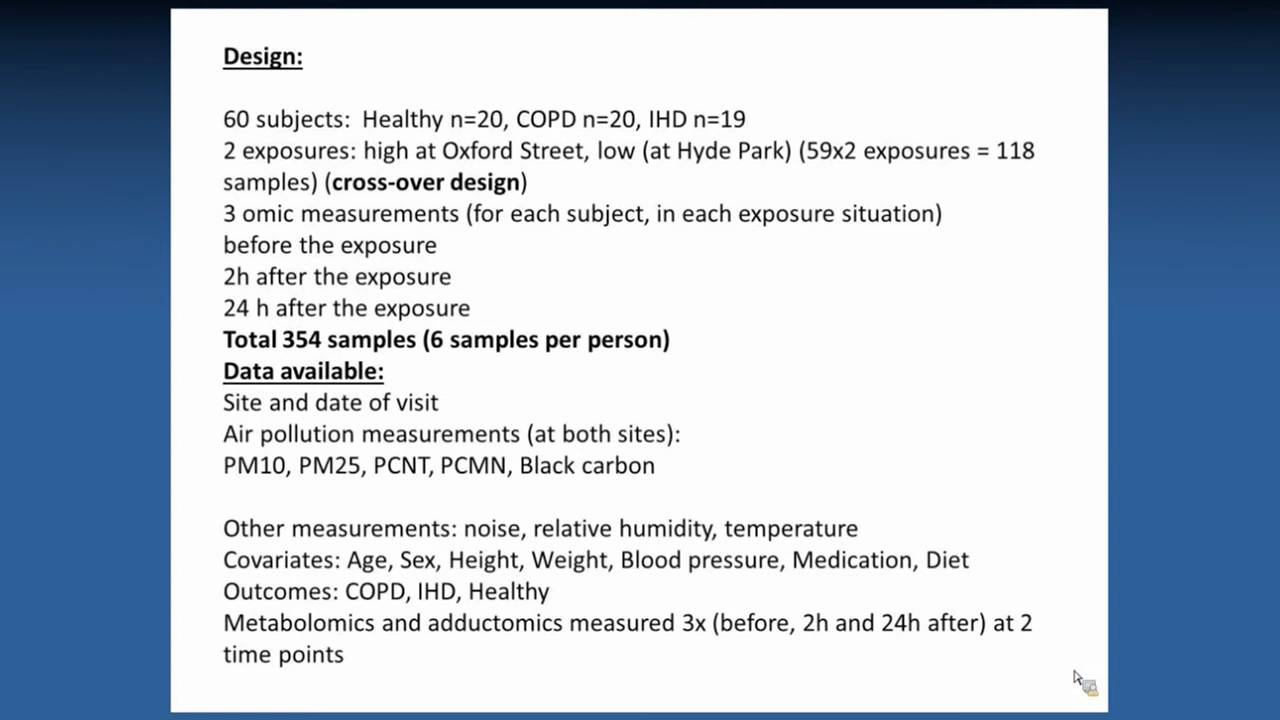 Design:
60 subjects:  Healthy n=20, COPD n=20, IHD n=19
2 exposures: high at Oxford Street, low (at Hyde Park) (59x2 exposures = 118
samples) (cross-over design)
3 omic measurements (for each subject, in each exposure situation)
before the exposure
2h after the exposure
24 h after the exposure
Total 354 samples (6 samples per person)
Data available:
Site and date of visit
Air pollution measurements (at both sites):
PM10, PM25, PCNT, PCMN, Black carbon
Other measurements: noise, relative humidity, temperature
Covariates: Age, Sex, Height, Weight, Blood pressure, Medication, Diet
Outcomes: COPD, IHD, Healthy
Metabolomics and adductomics measured 3x (before, 2h and 24h after) at 2
time points